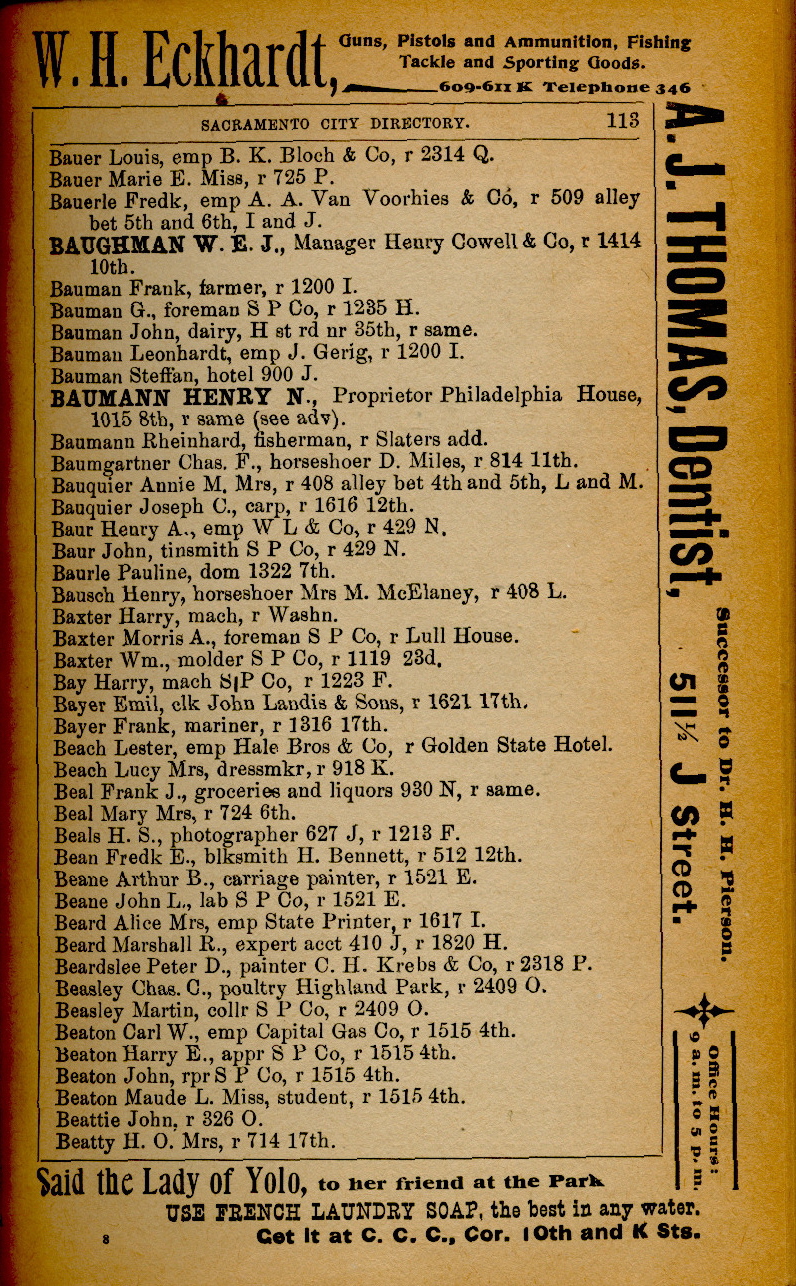 W. H. Eckhardt,
Guns, Pistols and Ammunition, Fishing
Tackle and Sporting Goods.
609-611 K Telephone 346
SACRAMENTO CITY DIRECTORY. 113
Bauer Louis, emp B. K. Bloch & Co, r 2314 Q.
Bauer Marie E. Miss, r 725 P.
Bauerle Fredk, emp A. A. Van Voorhies & Co, r 509 alley
bet 5th and 6th, I and J.
BAUGHMAN W. E. J., Manager Henry Cowell & Co, r 1414
10th.
Bauman Frank, farmer, r 1200 I.
Bauman G., foreman S P Co, r 1235 H.
Bauman John, dairy, H st rd nr 35th, r same.
Bauman Leonhardt, emp J. Gerig, r 1200 I.
Bauman Steffan, hotel 900 J.
BAUMANN HENRY N., Proprietor Philadelphia House,
1015 8th, r same (see adv).
Baumann Rheinhard, fisherman, r Slaters add.
Baumgartner Chas. F., horseshoer D. Miles, r 814 11th.
Bauquier Annie M. Mrs, r 408 alley bet 4th and 5th, L and M.
Bauquier Joseph C., carp, r 1616 12th.
Baur Henry A., emp W L & Co, r 429 N.
Baur John, tinsmith S P Co, r 429 N.
Baurle Pauline, dom 1322 7th.
Bausch Henry, horseshoer Mrs M. McElaney, r 408 L.
Baxter Harry, mach, r Washn.
Baxter Morris A., foreman S P Co, r Lull House.
Baxter Wm., molder S P Co, r 1119 23d.
Bay Harry, mach S P Co, r 1223 F.
Bayer Emil, clk John Landis & Sons, r 1621 17th.
Bayer Frank, mariner, r 1316 17th.
Beach Lester, emp Hale Bros & Co, r Golden State Hotel.
Beach Lucy Mrs, dressmkr, r 918 K.
Beal Frank J., groceries and liquors 930 N, r same.
Beal Mary Mrs, r 724 6th.
Beals H. S., photographer 627 J, r 1213 F.
Bean Fredk E., blksmith H. Bennett, r 512 12th.
Beane Arthur B., carriage painter, r 1521 E.
Beane John L., lab S P Co, r 1521 E.
Beard Alice Mrs, emp State Printer, r 1617 I.
Beard Marshall R., expert acct 410 J, r 1820 H.
Beardslee Peter D., painter C. H. Krebs & Co, r 2318 P.
Beasley Chas. C., poultry Highland Park, r 2409 O.
Beasley Martin, collr S P Co, r 2409 O.
Beaton Carl W., emp Capital Gas Co, r 1515 4th.
Beaton Harry E., appr S P Co, r 1515 4th.
Beaton John, rpr S P Co, r 1515 4th.
Beaton Maude L. Miss, student, r 1515 4th.
Beattie John, r 326 O.
Beatty H. O. Mrs, r 714 17th.
A. J. THOMAS, Dentist,
Successor to Dr. H. H. Pierson.
511½ J Street.
Office Hours:
9 a. m. to 5 p. m.
Said the Lady of Yolo, to her friend at the Park
USE FRENCH LAUNDRY SOAP, the best in any water.
8 Get it at C. C. C., Cor. 10th and K Sts.